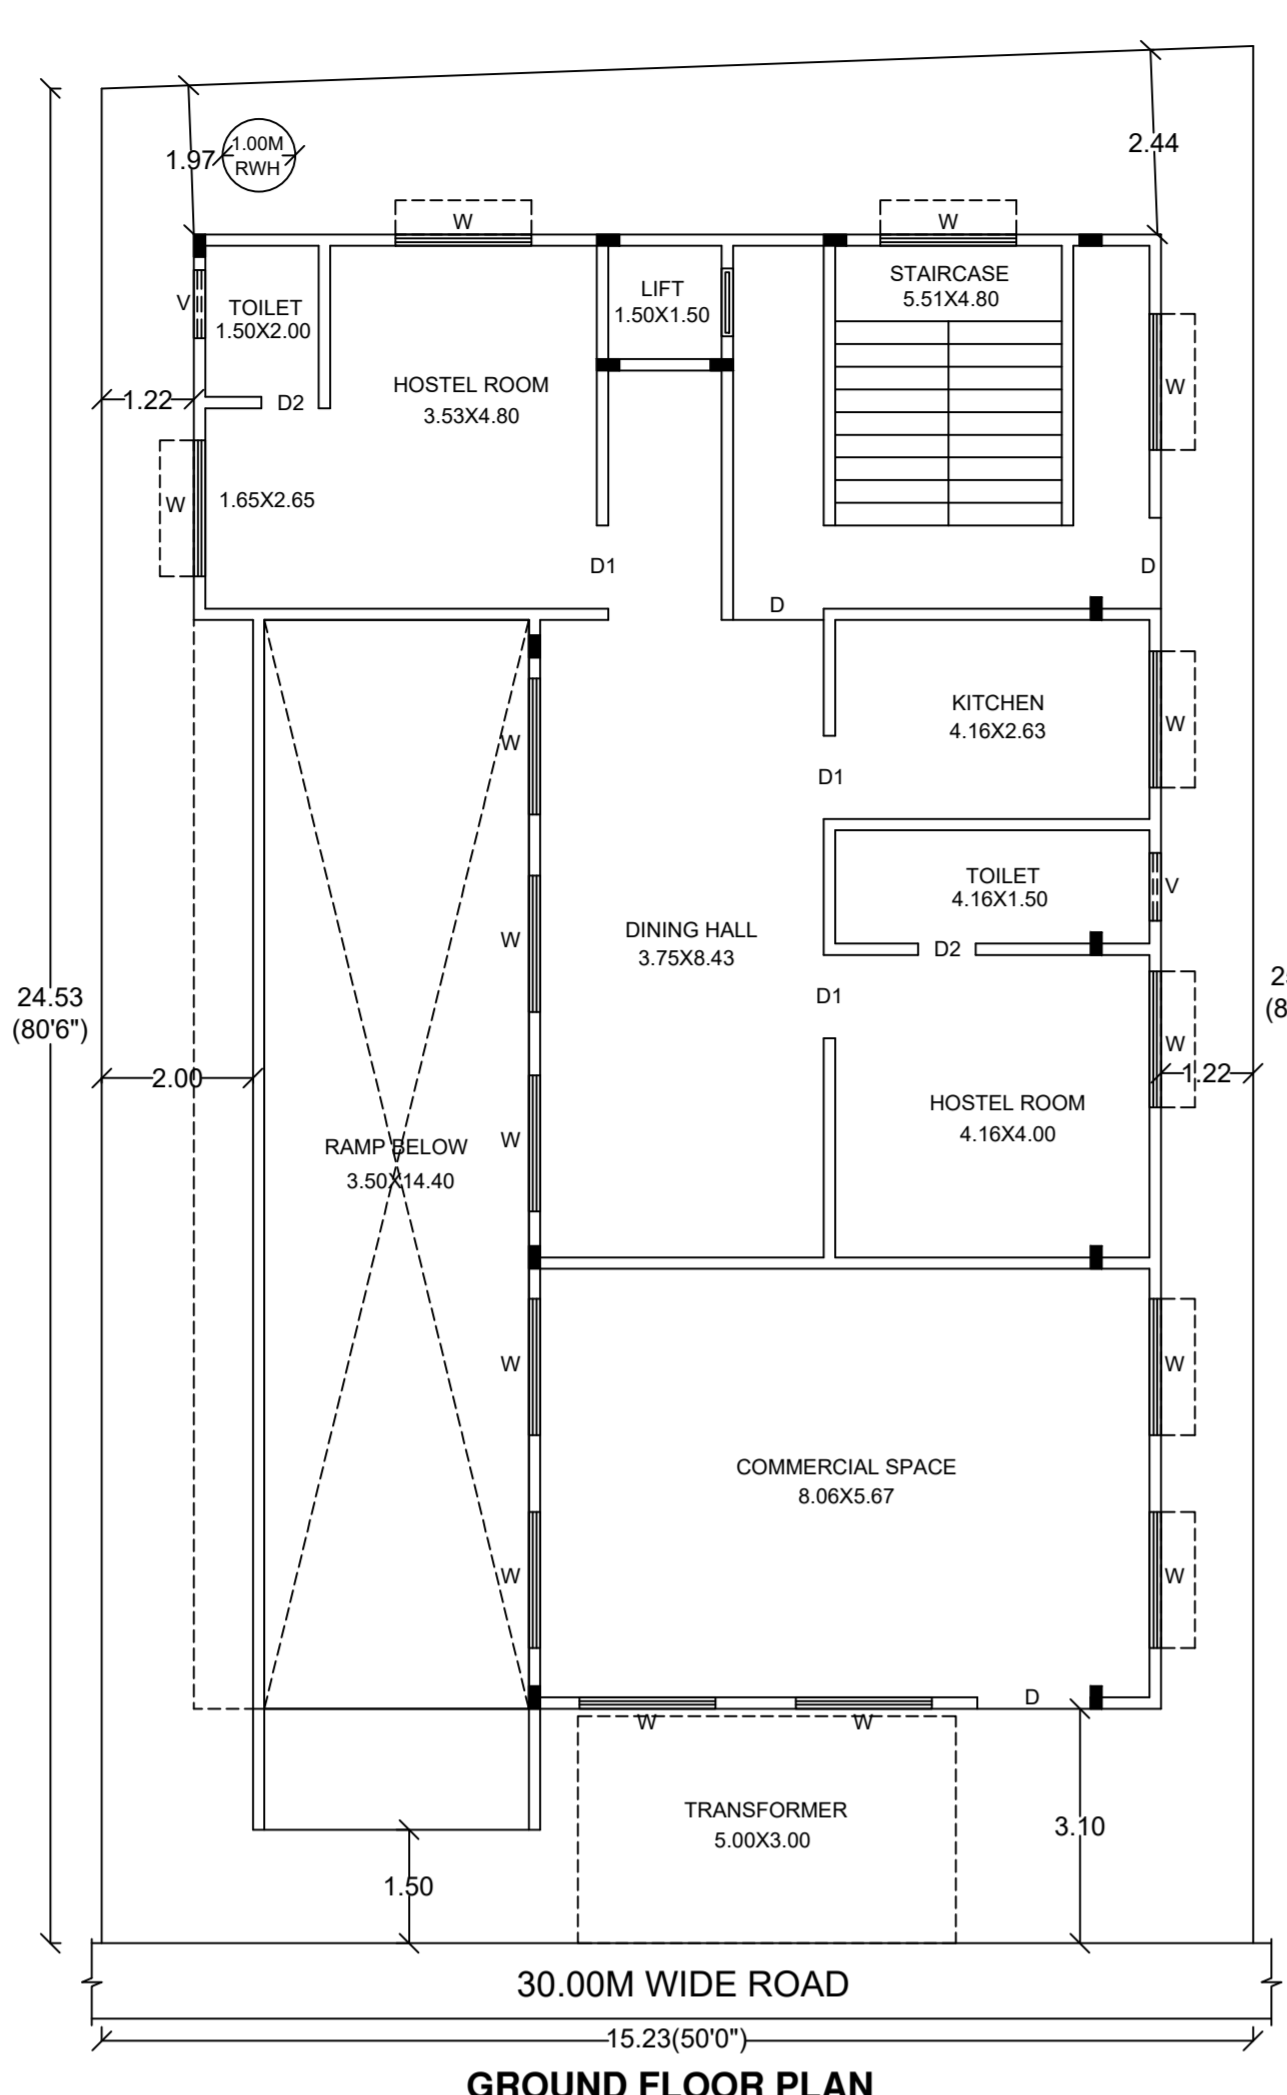 2.44
1.97
1.00M
RWH
W
W
STAIRCASE
5.51X4.80
LIFT
1.50X1.50
V
TOILET
1.50X2.00
HOSTEL ROOM
3.53X4.80
W
1.22
D2
W
1.65X2.65
D1
D
D
KITCHEN
4.16X2.63
W
W
D1
TOILET
4.16X1.50
V
DINING HALL
3.75X8.43
W
D2
D1
24.53
(80'6")
W
2.00
1.22
HOSTEL ROOM
4.16X4.00
RAMP BELOW
3.50X14.40
W
W
W
COMMERCIAL SPACE
8.06X5.67
W
W
D
W
W
TRANSFORMER
5.00X3.00
3.10
1.50
30.00M WIDE ROAD
15.23(50'0")
GROUND FLOOR PLAN